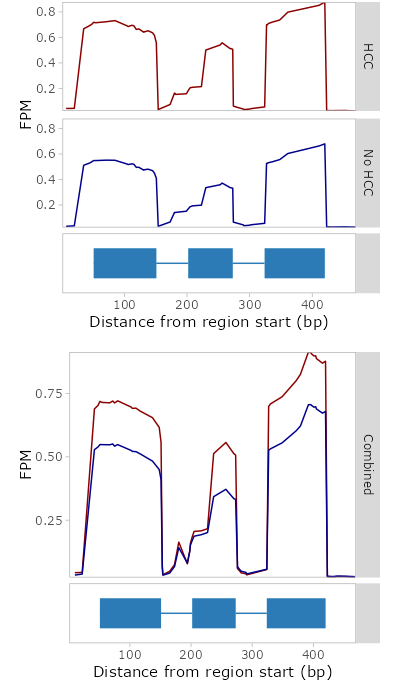 0.8
0.6
0.4
0.2
HCC
FPM
0.8
0.6
0.4
0.2
No HCC
100 200 300 400
Distance from region start (bp)
0.75
0.50
0.25
FPM
Combined
100 200 300 400
Distance from region start (bp)